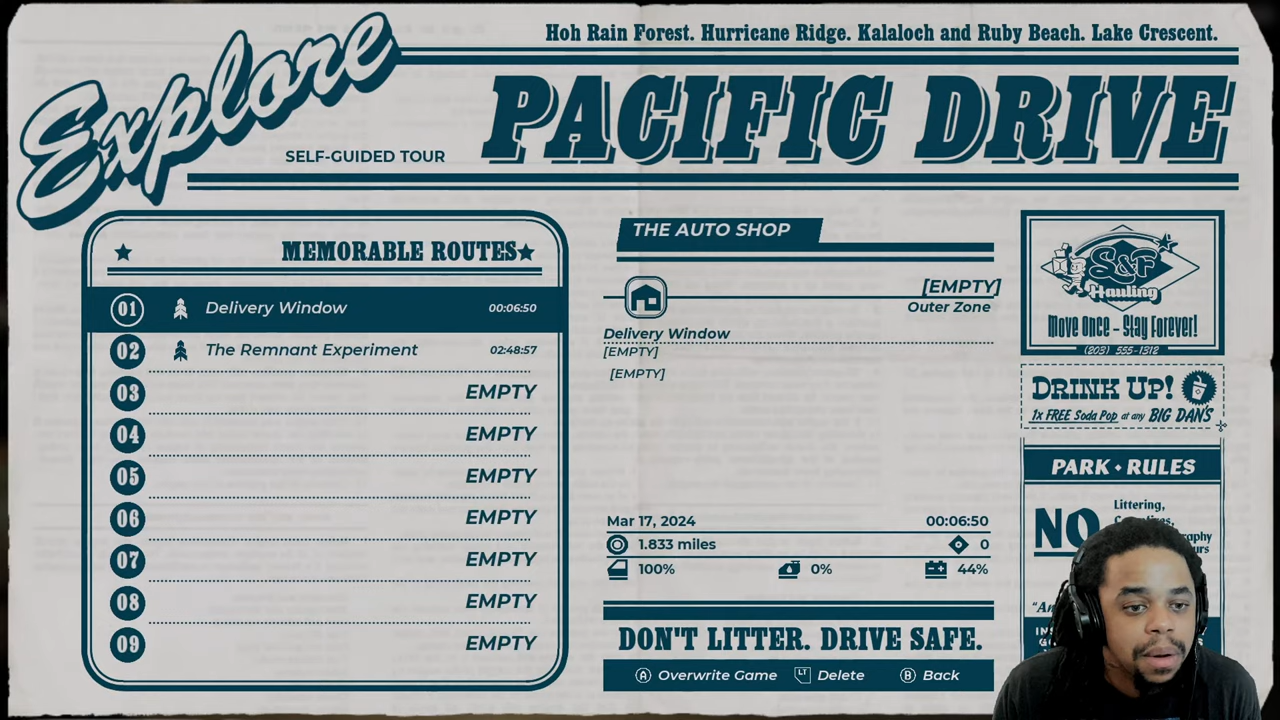 Hoh Rain Forest. Hurricane Ridge. Kalaloch and Ruby Beach. Lake Crescent.
Explore
PACIFIC DRIVE
SELF-GUIDED TOUR
MEMORABLE ROUTES
01 Delivery Window 00:06:50
02 The Remnant Experiment 02:48:57
03 EMPTY
04 EMPTY
05 EMPTY
06 EMPTY
07 EMPTY
08 EMPTY
09 EMPTY
THE AUTO SHOP
[EMPTY]
Outer Zone
Delivery Window
[EMPTY]
[EMPTY]
Mar 17, 2024 00:06:50
1.833 miles 0
100% 0% 44%
DON'T LITTER. DRIVE SAFE.
A Overwrite Game LT Delete B Back
S&F
Hauling
Move Once - Stay Forever!
(203) 555-1312
DRINK UP!
1x FREE Soda Pop at any BIG DAN'S
PARK • RULES
NO
Littering,